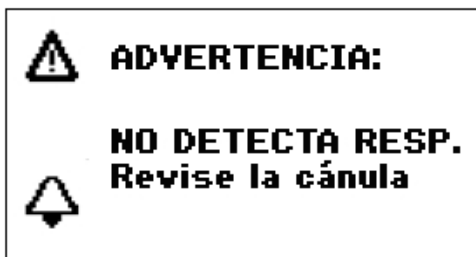 ADVERTENCIA:
NO DETECTA RESP.
Revise la cánula